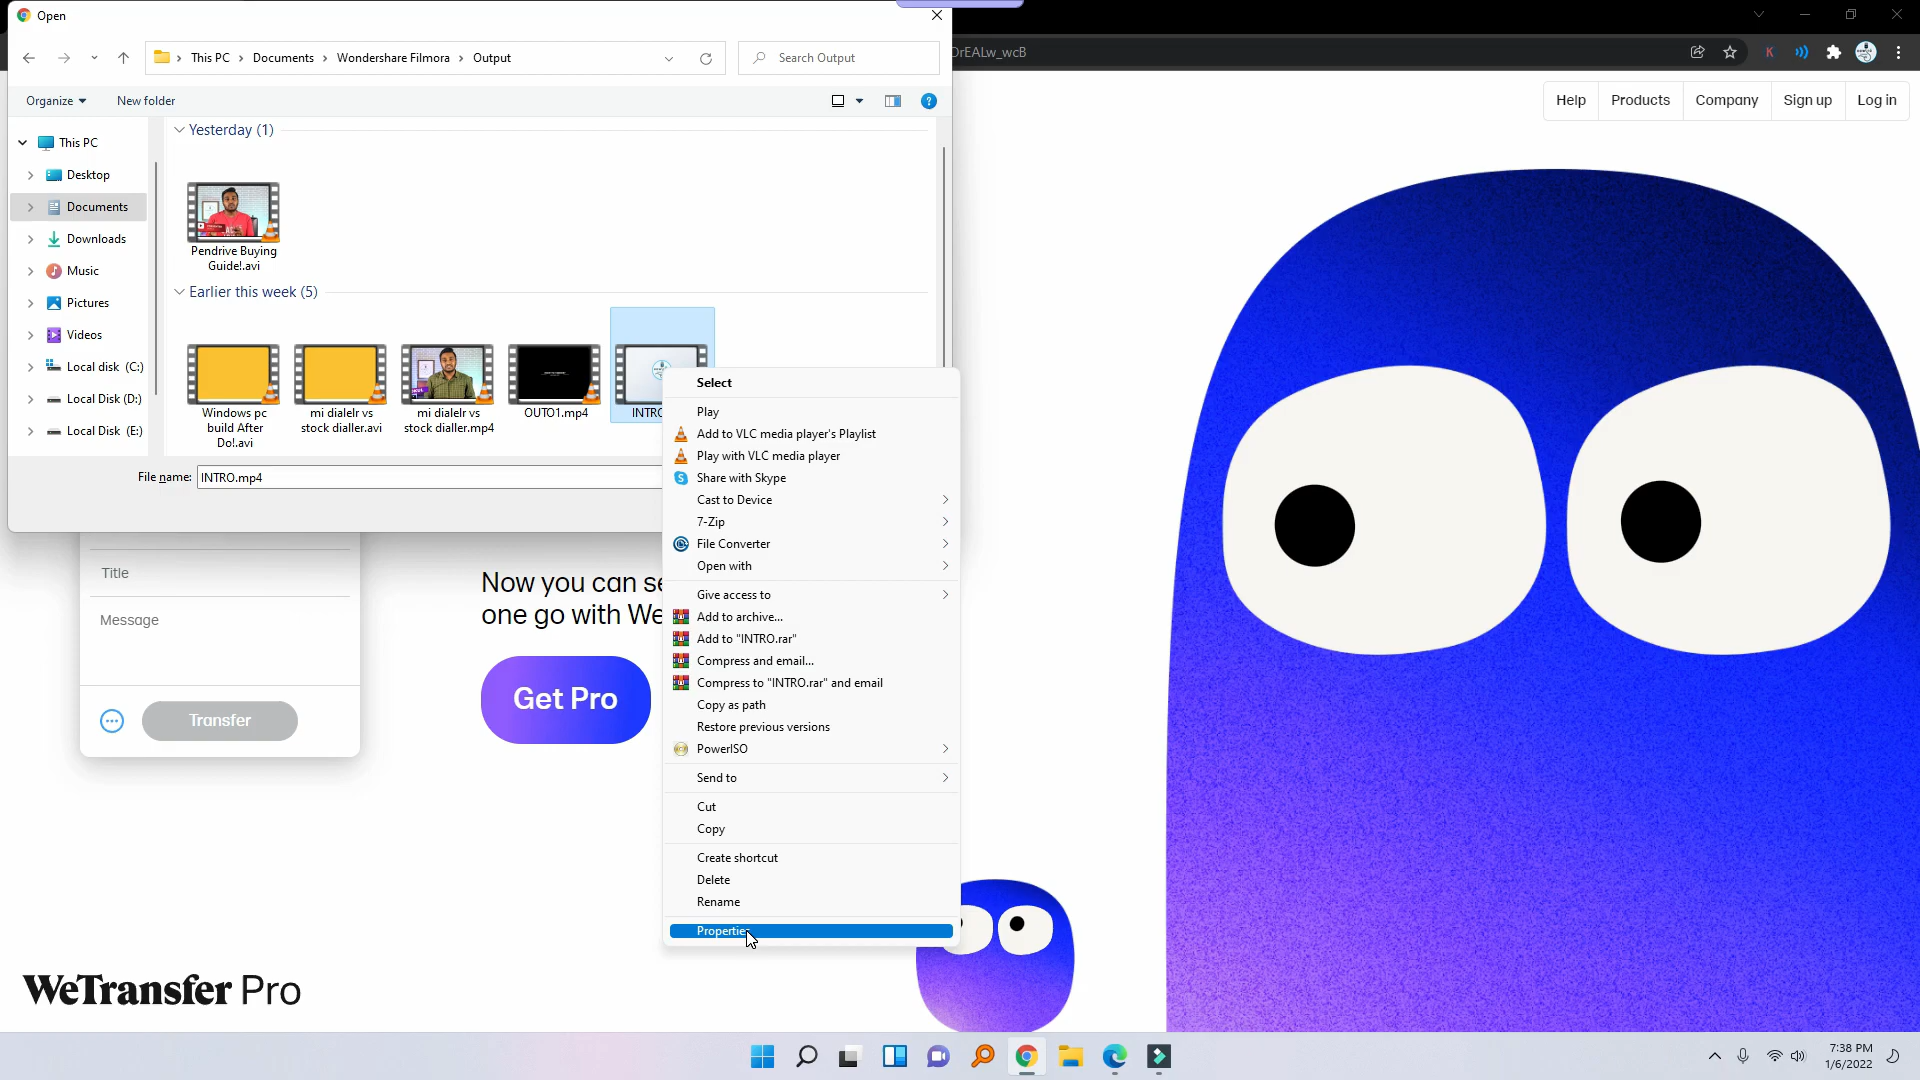 Open
DrEALw_wcB
This PC
Documents
Wondershare Filmora
Output
Search Output
Organize
New folder
Help
Products
Company
Sign up
Log in
This PC
Desktop
Documents
Downloads
Music
Pictures
Videos
Local disk (C:)
Local Disk (D:)
Local Disk (E:)
Yesterday (1)
Pendrive Buying
Guide!.avi
Earlier this week (5)
Windows pc
build After
Do!.avi
mi dialelr vs
stock dialler.avi
mi dialelr vs
stock dialler.mp4
OUTO1.mp4
INTRO
File name:
INTRO.mp4
Select
Play
Add to VLC media player's Playlist
Play with VLC media player
Share with Skype
Cast to Device
7-Zip
File Converter
Open with
Give access to
Add to archive...
Add to "INTRO.rar"
Compress and email...
Compress to "INTRO.rar" and email
Copy as path
Restore previous versions
PowerISO
Send to
Cut
Copy
Create shortcut
Delete
Rename
Properties
Title
Message
Transfer
Now you can se
one go with We
Get Pro
WeTransfer Pro
7:38 PM
1/6/2022